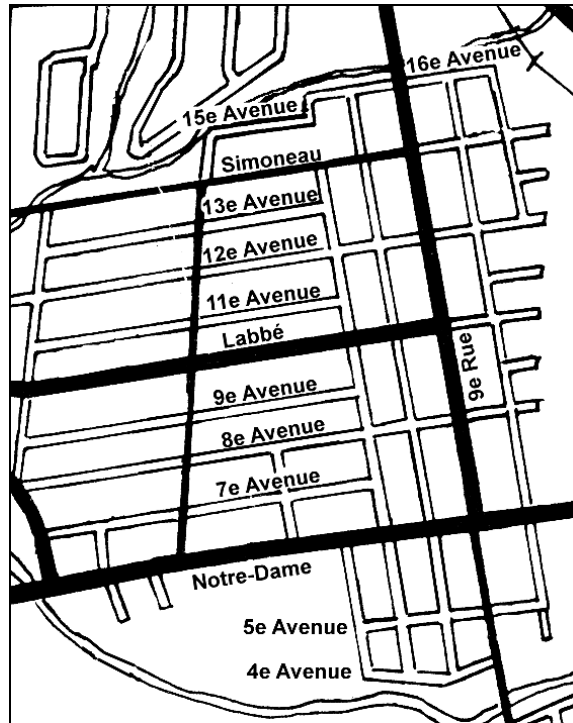 16e Avenue
15e Avenue
Simoneau
13e Avenue
12e Avenue
11e Avenue
Labbé
9e Rue
9e Avenue
8e Avenue
7e Avenue
Notre-Dame
5e Avenue
4e Avenue